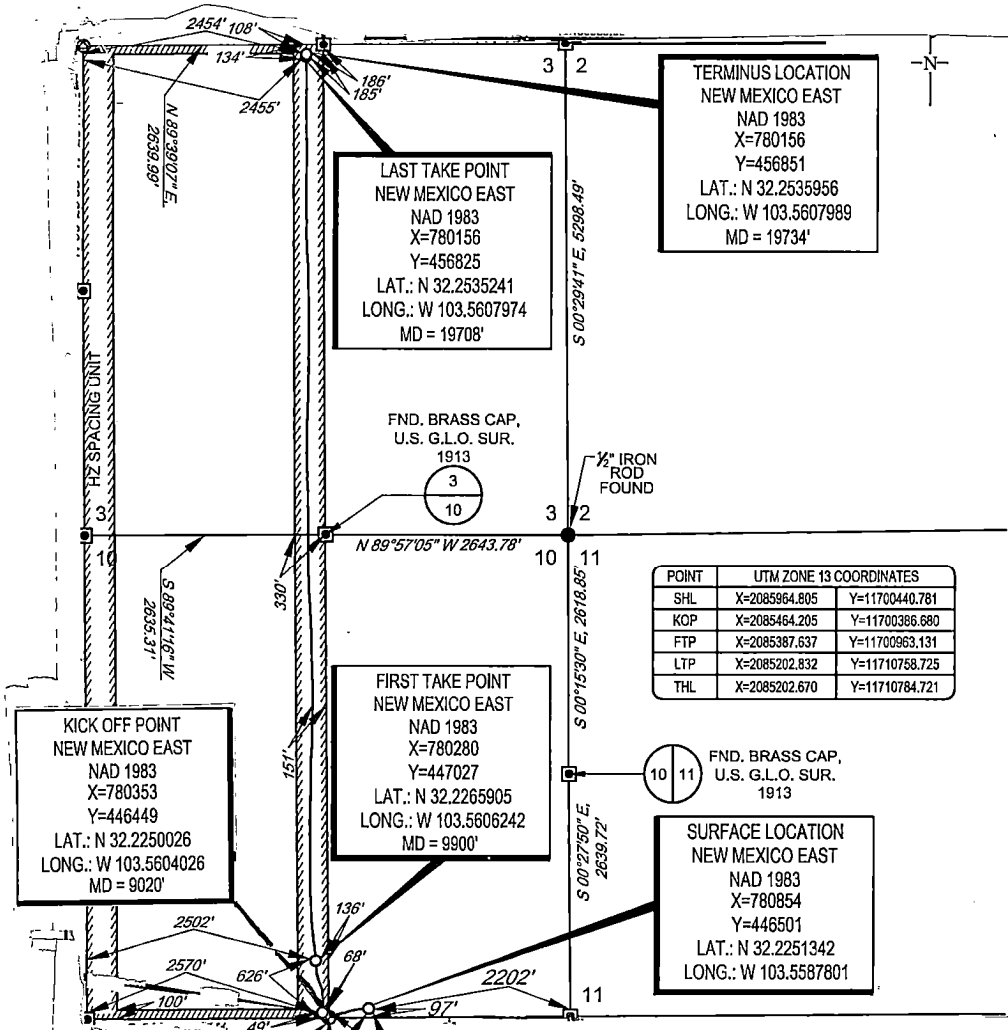 2454'
108'
134'
186'
185'
2455'
N 89°39'07" E,
2639.99'
3
2
-N-
TERMINUS LOCATION
NEW MEXICO EAST
NAD 1983
X=780156
Y=456851
LAT.: N 32.2535956
LONG.: W 103.5607989
MD = 19734'
LAST TAKE POINT
NEW MEXICO EAST
NAD 1983
X=780156
Y=456825
LAT.: N 32.2535241
LONG.: W 103.5607974
MD = 19708'
S 00°29'41" E, 5298.49'
HZ SPACING UNIT
FND. BRASS CAP,
U.S. G.L.O. SUR.
1913
3
10
½" IRON
ROD
FOUND
3
10
3
2
10
11
N 89°57'05" W 2643.78'
S 89°41'16" W
2635.31'
330'
S 00°15'30" E, 2618.85'
POINT UTM ZONE 13 COORDINATES
SHL X=2085964.805 Y=11700440.781
KOP X=2085464.205 Y=11700386.680
FTP X=2085387.637 Y=11700963.131
LTP X=2085202.832 Y=11710758.725
THL X=2085202.670 Y=11710784.721
KICK OFF POINT
NEW MEXICO EAST
NAD 1983
X=780353
Y=446449
LAT.: N 32.2250026
LONG.: W 103.5604026
MD = 9020'
151'
FIRST TAKE POINT
NEW MEXICO EAST
NAD 1983
X=780280
Y=447027
LAT.: N 32.2265905
LONG.: W 103.5606242
MD = 9900'
10
11
FND. BRASS CAP,
U.S. G.L.O. SUR.
1913
S 00°27'50" E,
2639.72'
SURFACE LOCATION
NEW MEXICO EAST
NAD 1983
X=780854
Y=446501
LAT.: N 32.2251342
LONG.: W 103.5587801
2502'
136'
626'
68'
2570'
100'
49'
97'
2202'
11